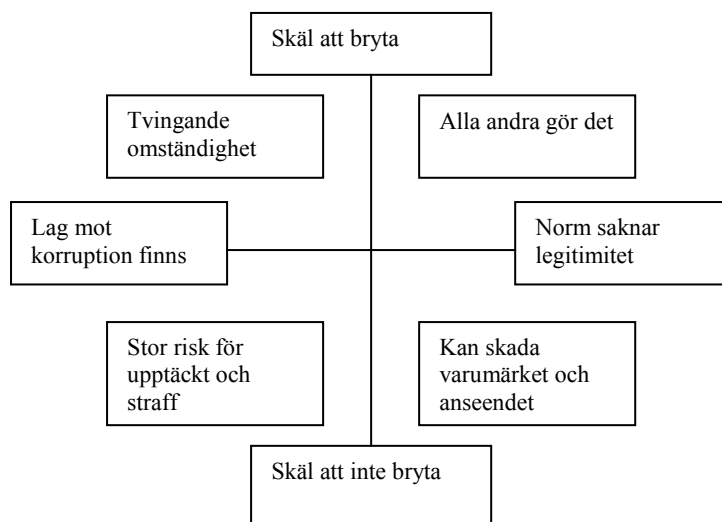 Skäl att bryta
Tvingande
omständighet
Alla andra gör det
Lag mot
korruption finns
Norm saknar
legitimitet
Stor risk för
upptäckt och
straff
Kan skada
varumärket och
anseendet
Skäl att inte bryta